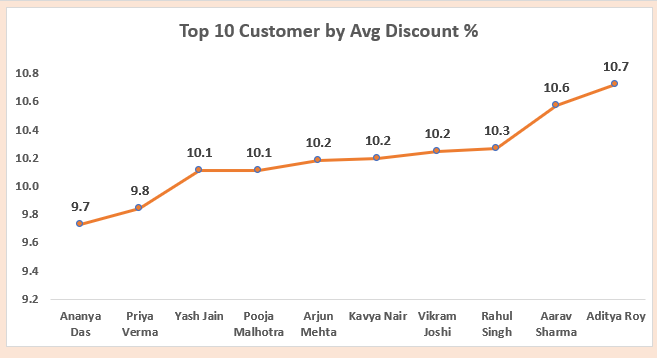 Top 10 Customer by Avg Discount %
10.8
10.6
10.4
10.2
10.0
9.8
9.6
9.4
9.2
9.7
9.8
10.1
10.1
10.2
10.2
10.2
10.3
10.6
10.7
Ananya
Das
Priya
Verma
Yash Jain
Pooja
Malhotra
Arjun
Mehta
Kavya Nair
Vikram
Joshi
Rahul
Singh
Aarav
Sharma
Aditya Roy